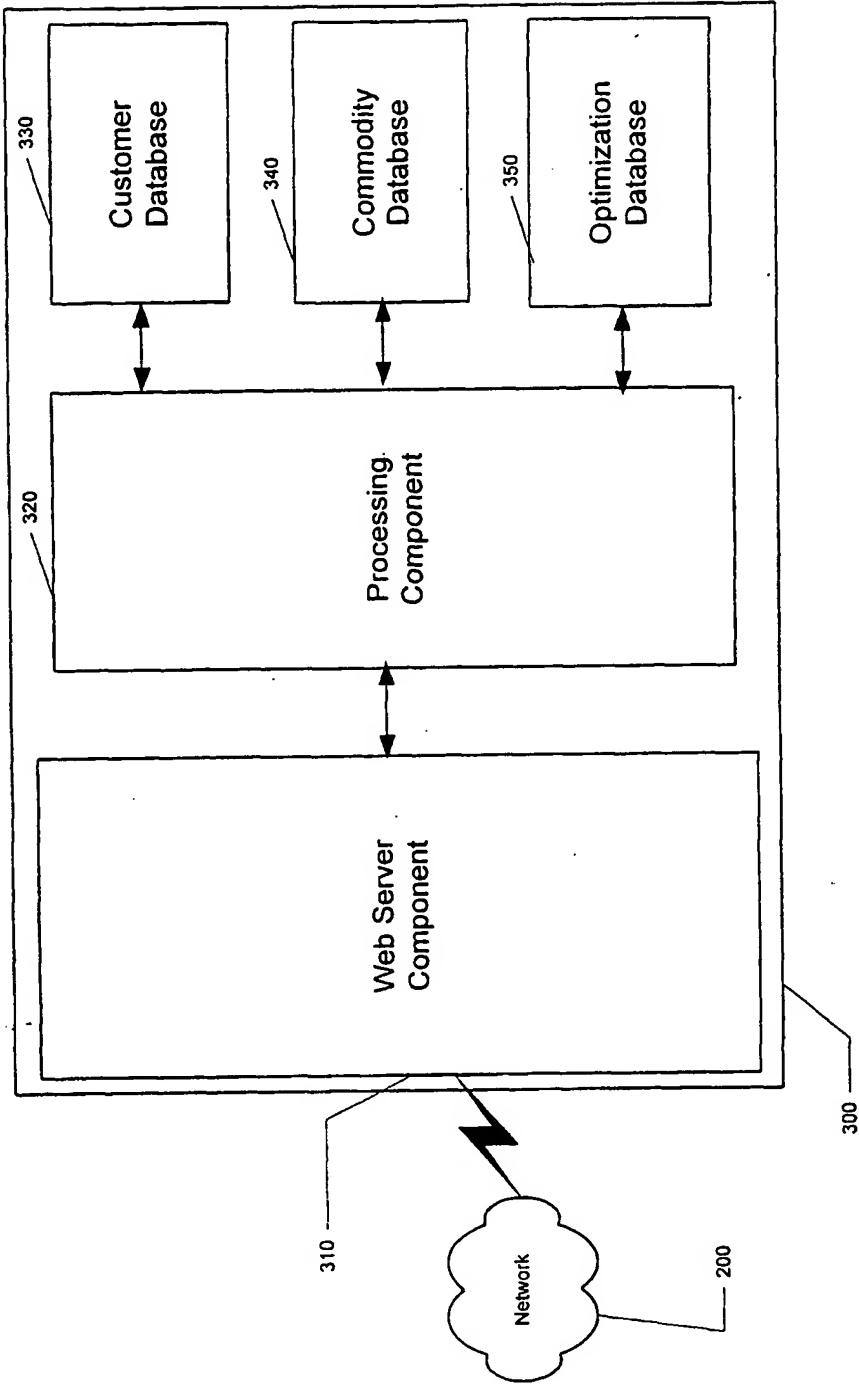 330
Customer
Database
340
Commodity
Database
350
Optimization
Database
320
Processing.
Component
Web Server
Component
310
300
Network
200